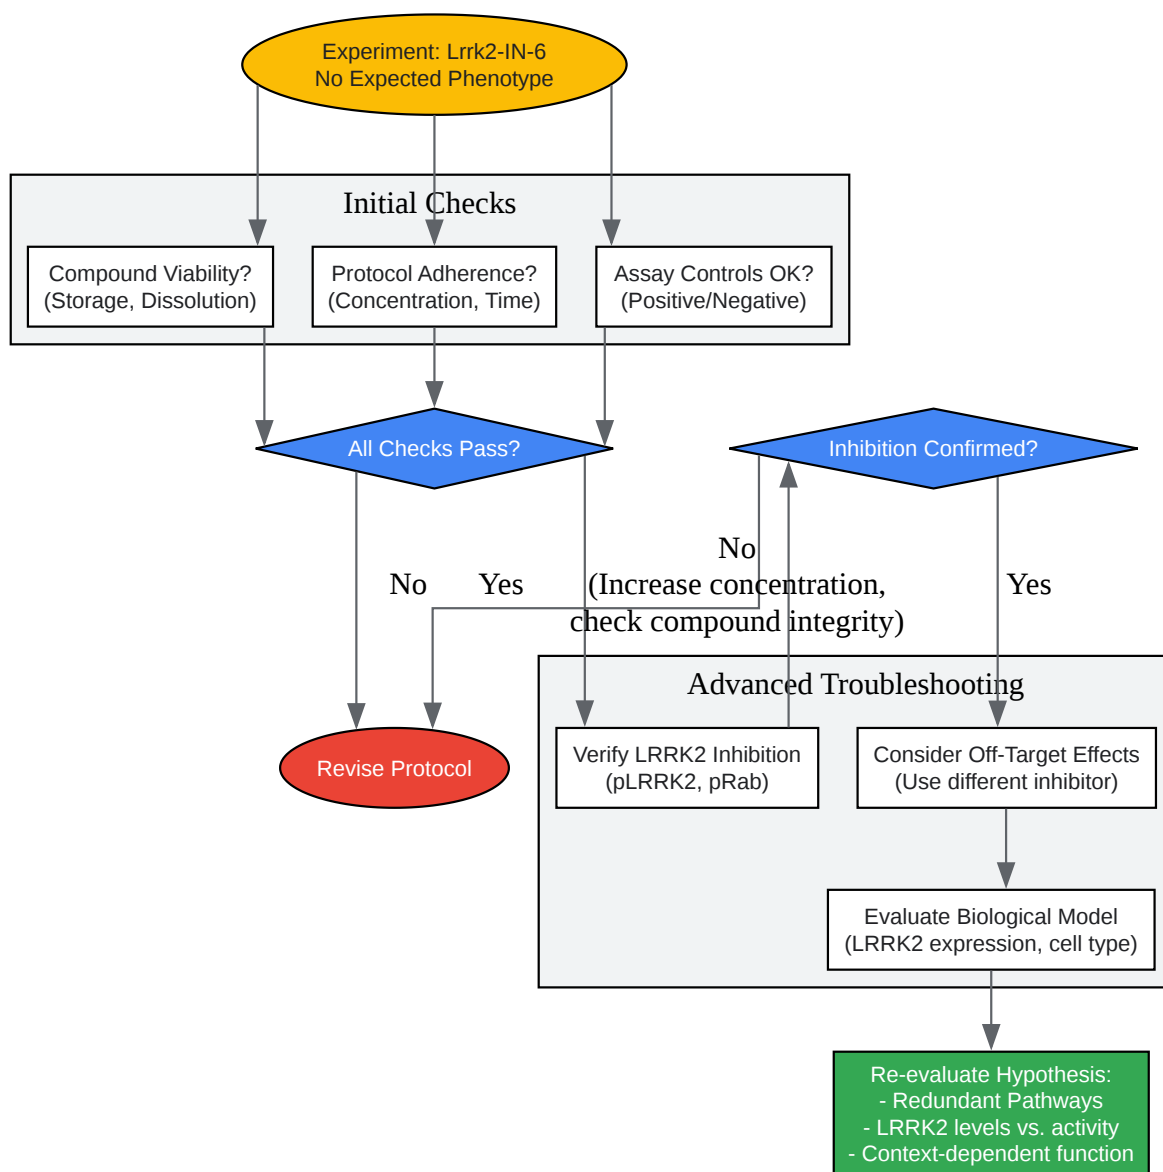 Experiment: Lrrk2-IN-6
No Expected Phenotype
Initial Checks
Compound Viability?
(Storage, Dissolution)
Protocol Adherence?
(Concentration, Time)
Assay Controls OK?
(Positive/Negative)
All Checks Pass?
Inhibition Confirmed?
No
Yes
No
(Increase concentration,
check compound integrity)
Yes
Advanced Troubleshooting
Revise Protocol
Verify LRRK2 Inhibition
(pLRRK2, pRab)
Consider Off-Target Effects
(Use different inhibitor)
Evaluate Biological Model
(LRRK2 expression, cell type)
Re-evaluate Hypothesis:
- Redundant Pathways
- LRRK2 levels vs. activity
- Context-dependent function